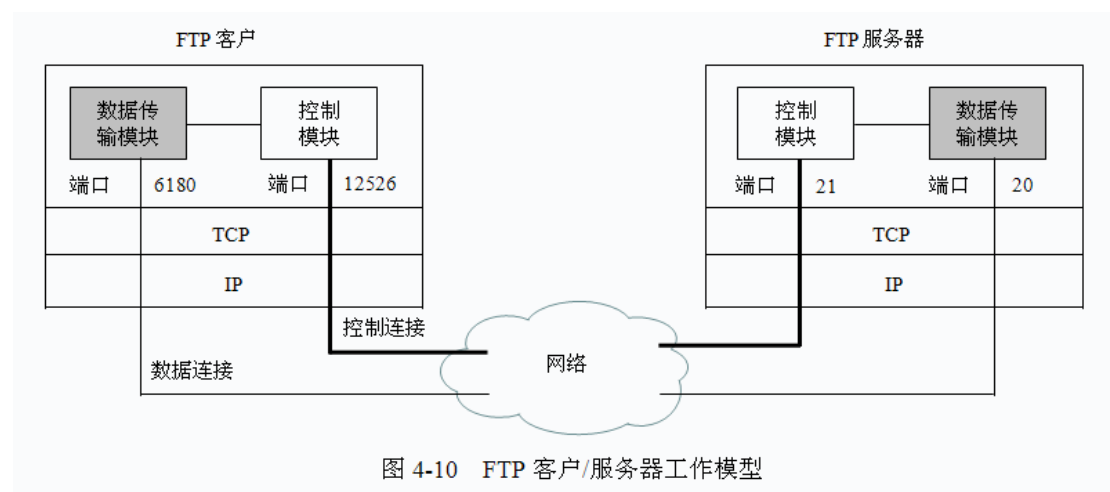 FTP 客户
FTP 服务器
数据传
输模块
控制
模块
控制
模块
数据传
输模块
端口 6180 端口 12526
端口 21 端口 20
TCP
TCP
IP
IP
控制连接
网络
数据连接
图 4-10 FTP 客户/服务器工作模型